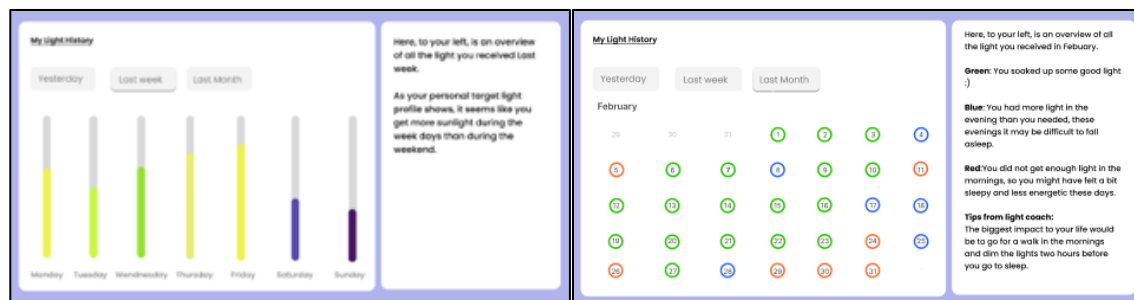 My Light History
Yesterday
Last week
Last Month
Monday
Tuesday
Wendnesday
Thursday
Friday
Saturday
Sunday
Here, to your left, is an overview
of all the light you received Last
week.
As your personal target light
profile shows, it seems like you
get more sunlight during the
week days than during the
weekend.
My Light History
Yesterday
Last week
Last Month
February
29 30 31 1 2 3 4
5 6 7 8 9 10 11
12 13 14 15 16 17 18
19 20 21 22 23 24 25
26 27 28 29 30 31
Here, to your left, is an overview of all
the light you received in Febuary.
Green: You soaked up some good light
:)
Blue: You had more light in the
evening than you needed, these
evenings it may be difficult to fall
asleep.
Red:You did not get enough light in the
mornings, so you might have felt a bit
sleepy and less energetic these days.
Tips from light coach:
The biggest impact to your life would
be to go for a walk in the mornings
and dim the lights two hours before
you go to sleep.